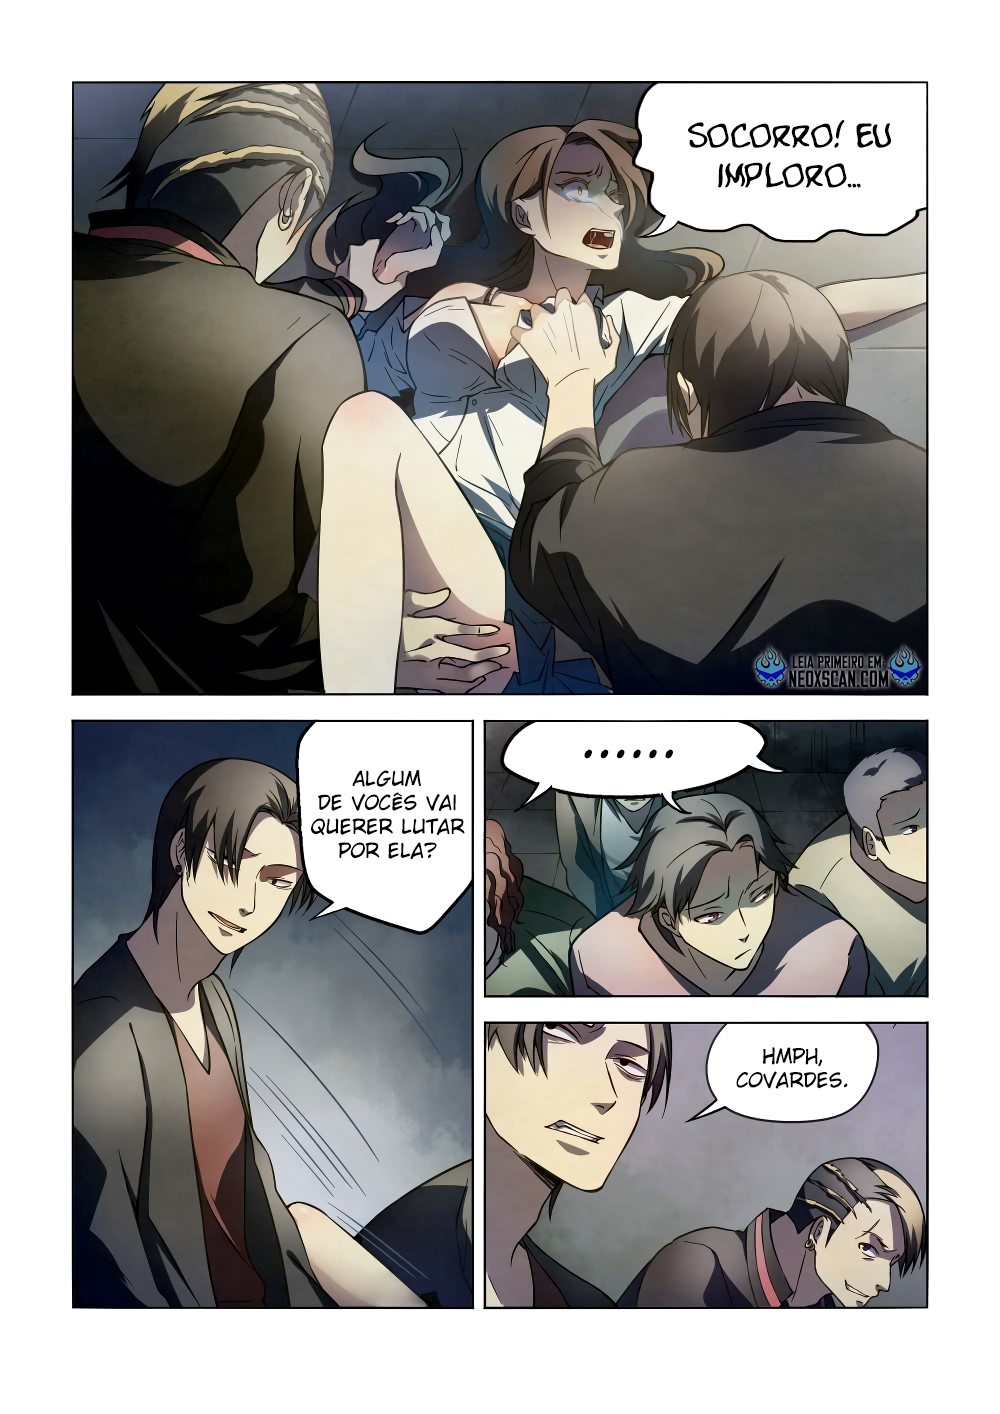 SOCORRO! EU
IMPLORO...
LEIA PRIMEIRO EM
NEOXSCAN.COM
ALGUM
DE VOCÊS VAI
QUERER LUTAR
POR ELA?
......
HMPH,
COVARDES.